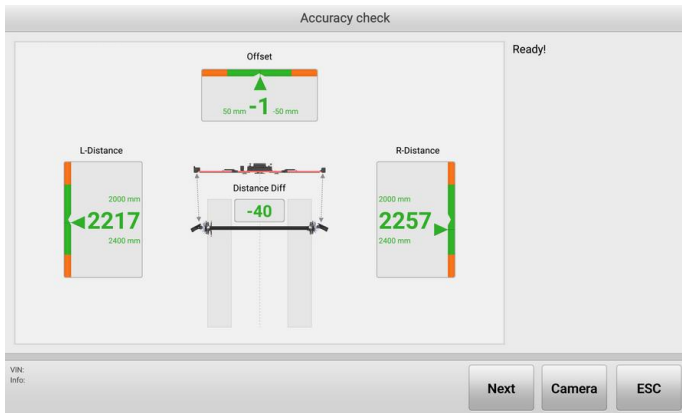 Accuracy check
Ready!
Offset
50 mm -1 -50 mm
L-Distance
R-Distance
2000 mm
2217
2400 mm
Distance Diff
-40
2000 mm
2257
2400 mm
VIN:
Info:
Next
Camera
ESC